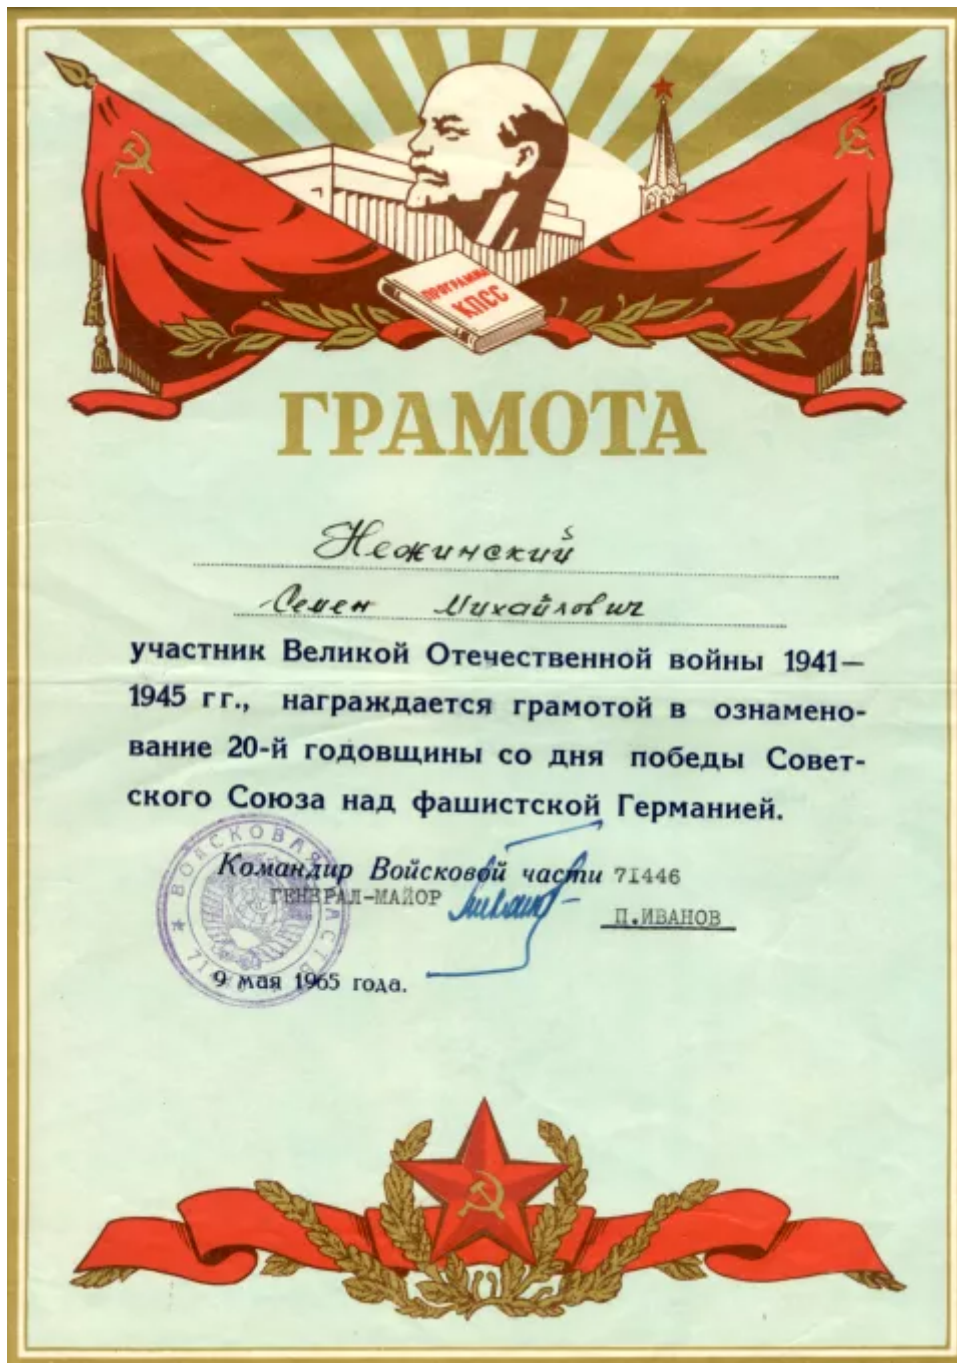 ПРОГРАММА
КПСС
ГРАМОТА
Нежинский
Семен Михайлович
участник Великой Отечественной войны 1941—
1945 гг., награждается грамотой в ознамено-
вание 20-й годовщины со дня победы Совет-
ского Союза над фашистской Германией.
ВОЙСКОВАЯ ЧАСТЬ
Командир Войсковой части 71446
ГЕНЕРАЛ-МАЙОР
П.ИВАНОВ
9 мая 1965 года.